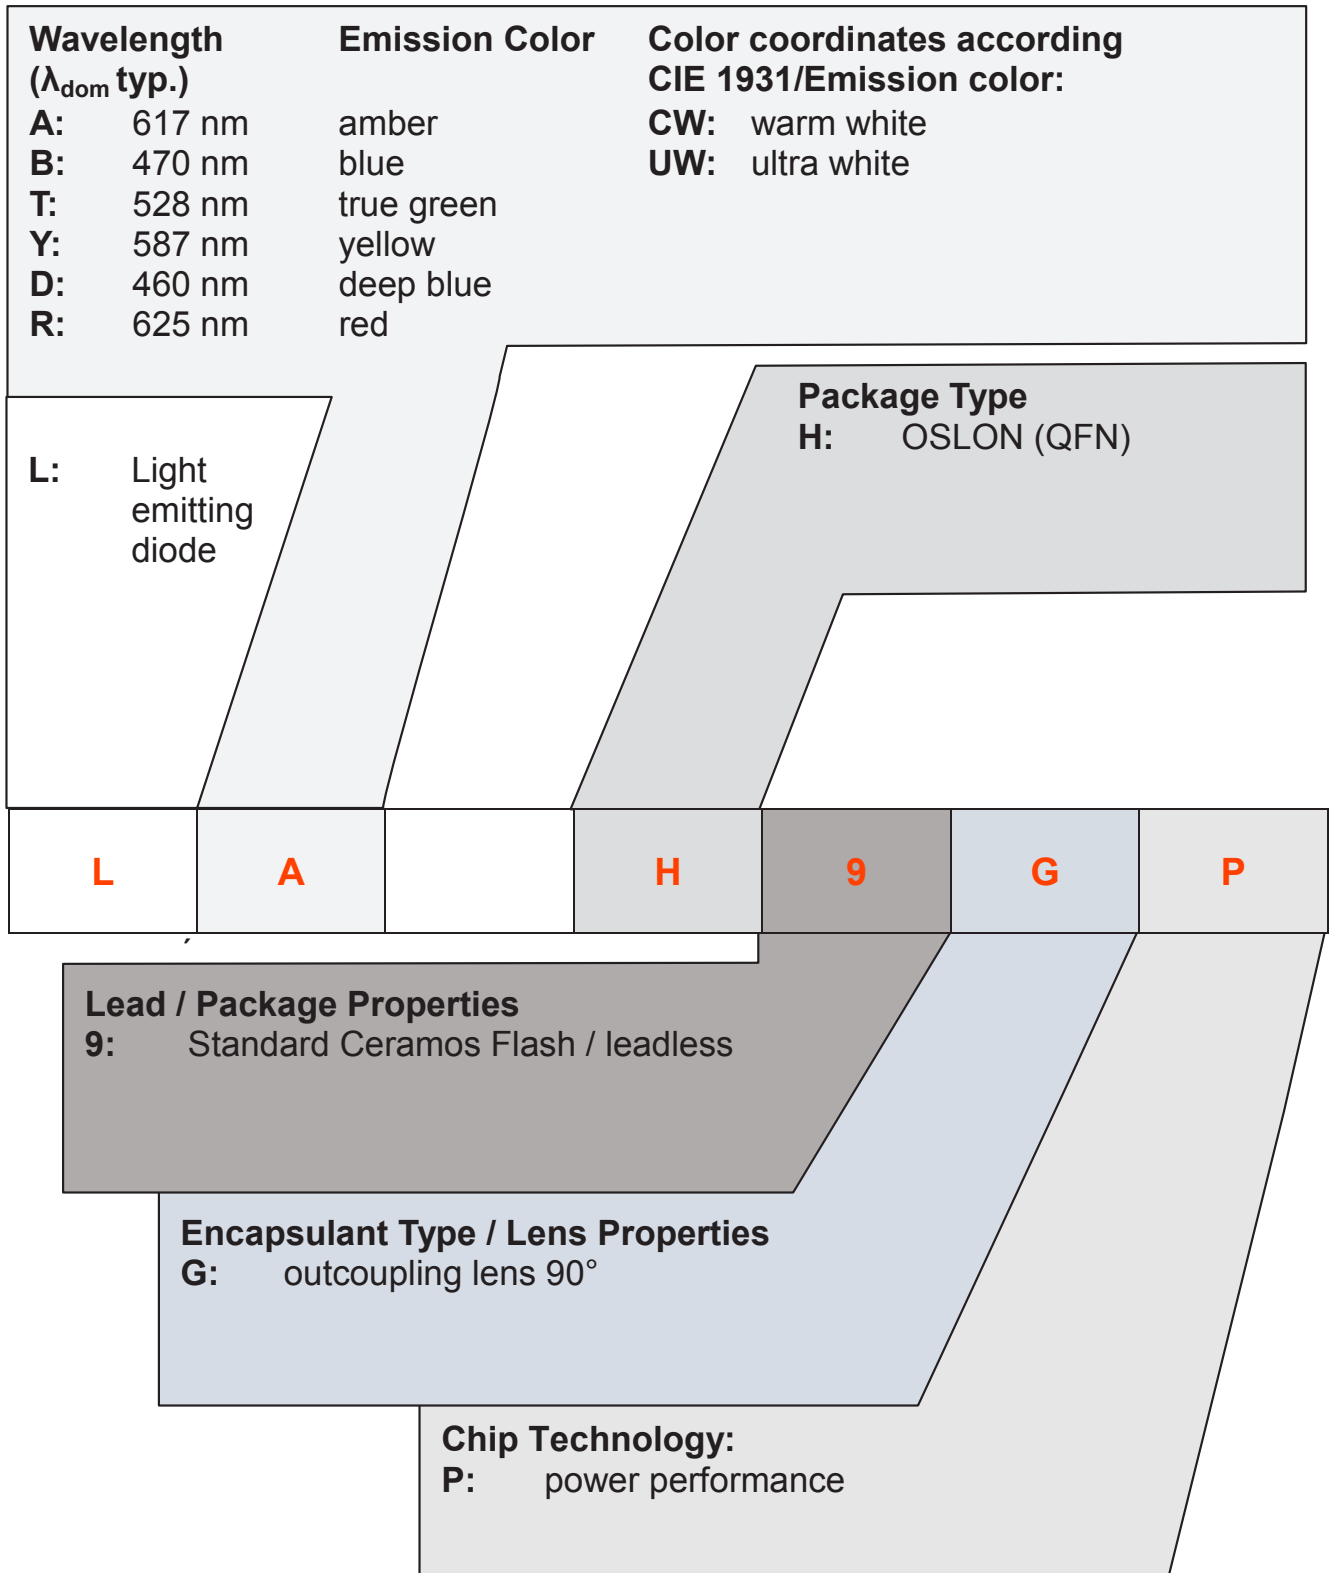 Wavelength Emission Color Color coordinates according
(λdom typ.) CIE 1931/Emission color:
A: 617 nm amber CW: warm white
B: 470 nm blue UW: ultra white
T: 528 nm true green
Y: 587 nm yellow
D: 460 nm deep blue
R: 625 nm red
Package Type
H: OSLON (QFN)
L: Light
emitting
diode
L A H 9 G P
Lead / Package Properties
9: Standard Ceramos Flash / leadless
Encapsulant Type / Lens Properties
G: outcoupling lens 90°
Chip Technology:
P: power performance